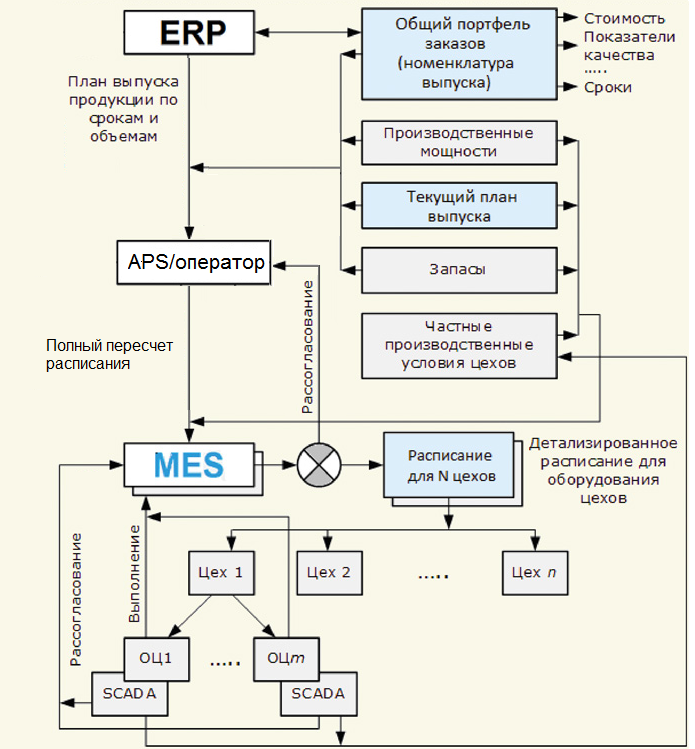 ERP
Общий портфель
заказов
(номенклатура
выпуска)
Стоимость
Показатели
качества
.....
Сроки
План выпуска
продукции по
срокам и
объемам
Производственные
мощности
Текущий план
выпуска
APS/оператор
Запасы
Рассогласование
Полный пересчет
расписания
Частные
производственные
условия цехов
MES
Расписание
для N цехов
Детализированное
расписание для
оборудования
цехов
Рассогласование
Выполнение
Цех 1
Цех 2
.....
Цех n
ОЦ1
.....
ОЦm
SCADA
SCADA